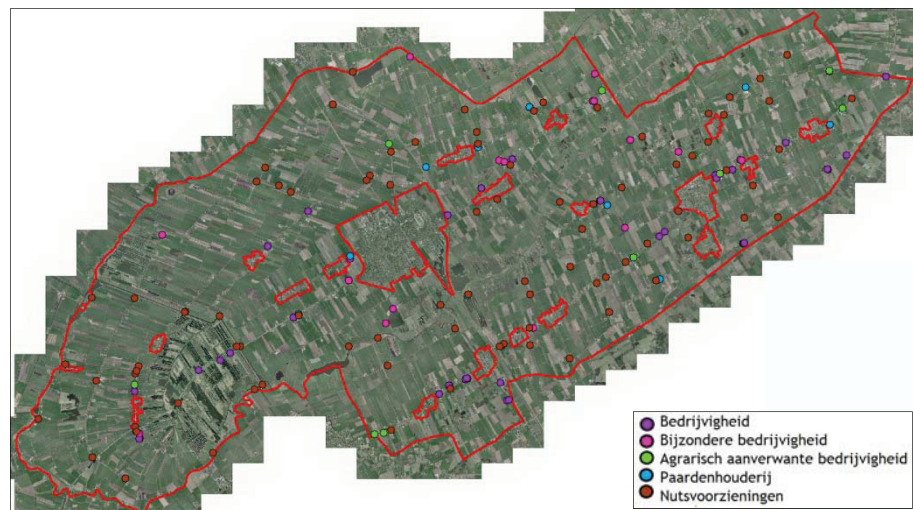 Bedrijvigheid
Bijzondere bedrijvigheid
Agrarisch aanverwante bedrijvigheid
Paardenhouderij
Nutsvoorzieningen